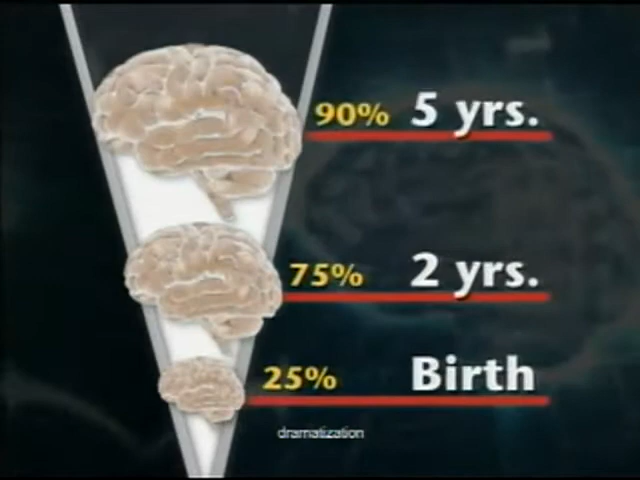 90% 5 yrs.
75% 2 yrs.
25% Birth
dramatization